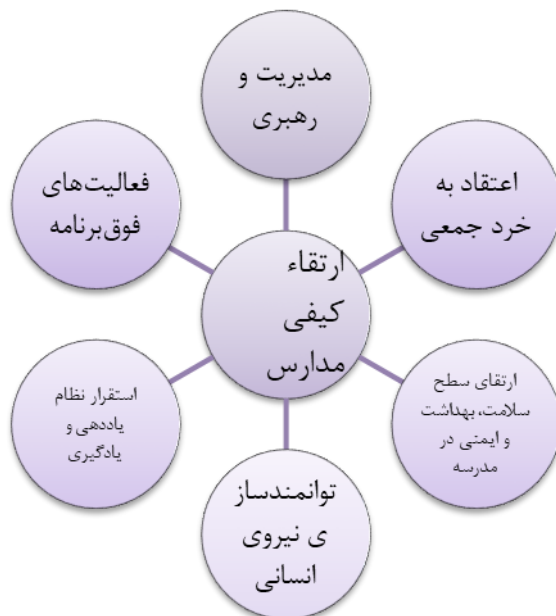 مدیریت و
رهبری
اعتقاد به
خرد جمعی
ارتقای سطح
سلامت، بهداشت
و ایمنی در
مدرسه
توانمندساز
ی نیروی
انسانی
استقرار نظام
یاددهی و
یادگیری
فعالیت‌های
فوق‌برنامه
ارتقاء
کیفی
مدارس